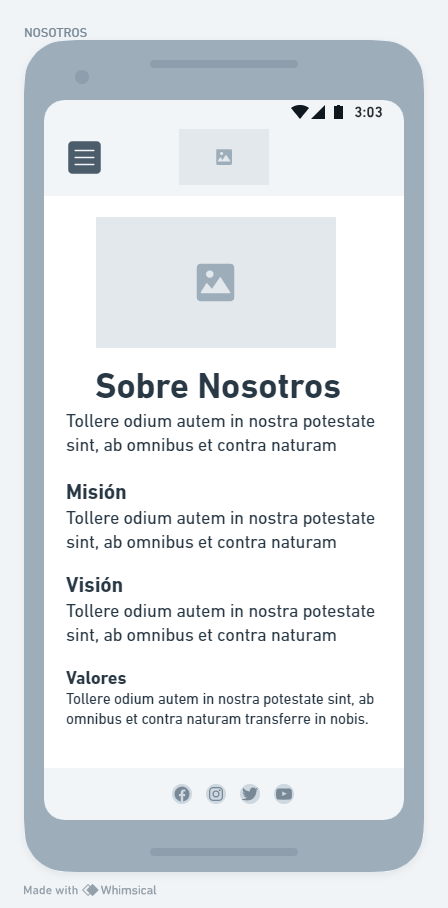 NOSOTROS
3:03
Sobre Nosotros
Tollere odium autem in nostra potestate
sint, ab omnibus et contra naturam
Misión
Tollere odium autem in nostra potestate
sint, ab omnibus et contra naturam
Visión
Tollere odium autem in nostra potestate
sint, ab omnibus et contra naturam
Valores
Tollere odium autem in nostra potestate sint, ab
omnibus et contra naturam transferre in nobis.
Made with Whimsical